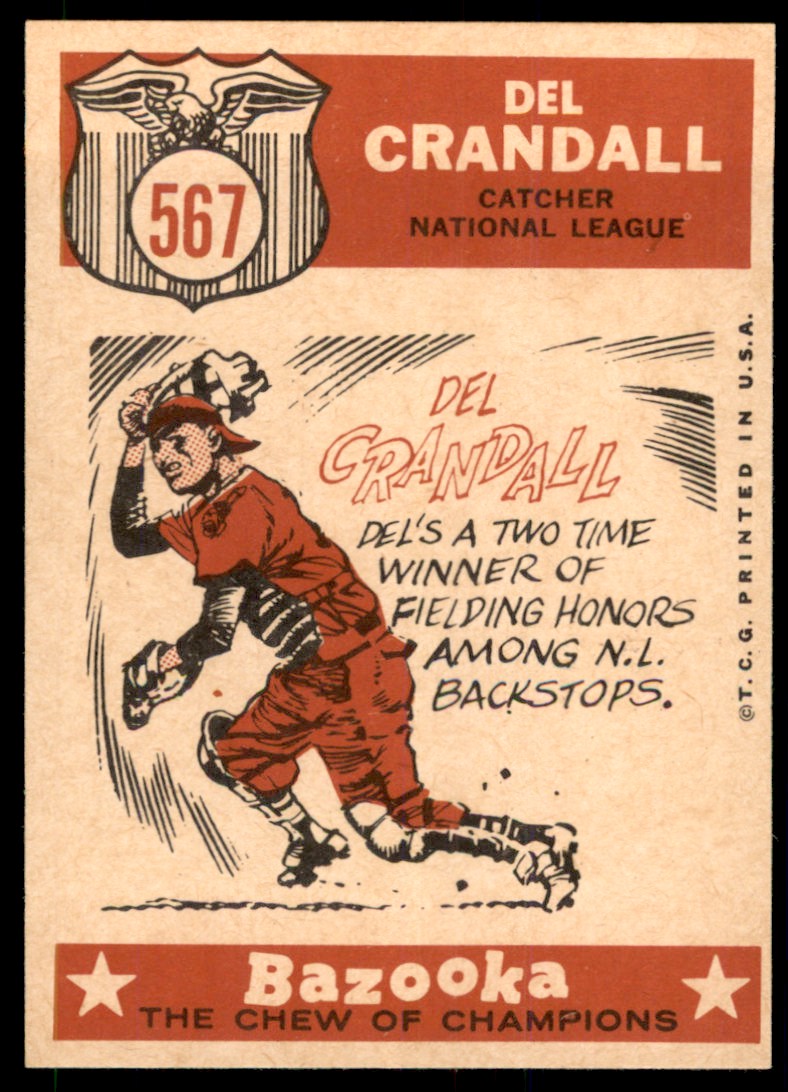 567
DEL
CRANDALL
CATCHER
NATIONAL LEAGUE
DEL
CRANDALL
DEL'S A TWO TIME
WINNER OF
FIELDING HONORS
AMONG N.L.
BACKSTOPS.
©T.C.G. PRINTED IN U.S.A.
Bazooka
THE CHEW OF CHAMPIONS